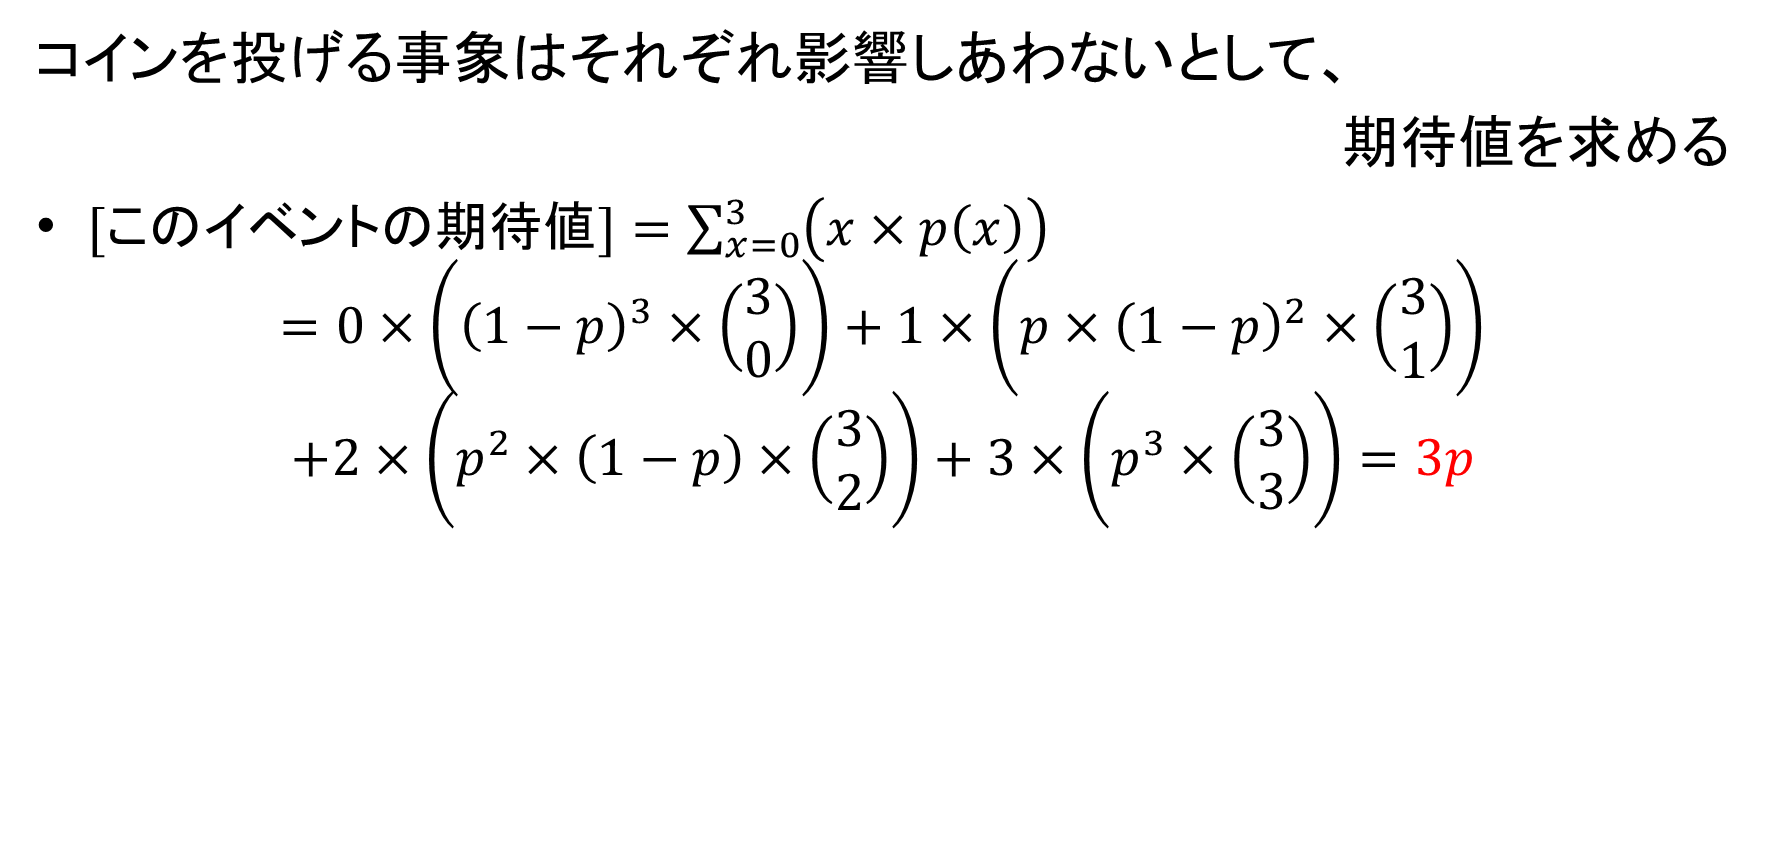 コインを投げる事象はそれぞれ影響しあわないとして、
期待値を求める
• [このイベントの期待値] = ∑³ₓ₌₀(x × p(x))
= 0 × ((1 − p)³ × (3 0)) + 1 × (p × (1 − p)² × (3 1))
+2 × (p² × (1 − p) × (3 2)) + 3 × (p³ × (3 3)) = 3p